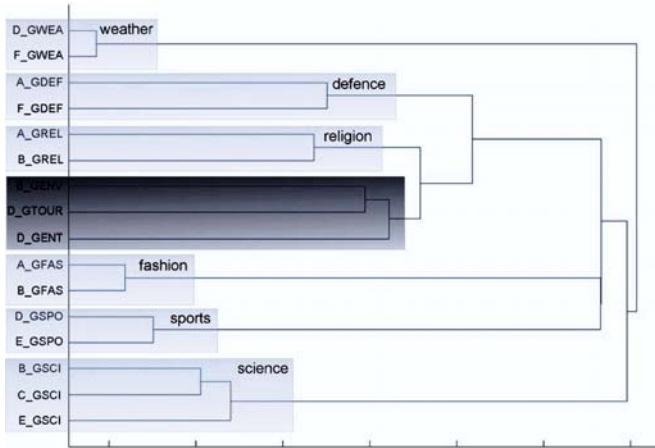 D_GWEA weather
F_GWEA
A_GDEF defence
F_GDEF
A_GREL religion
B_GREL
B_GENV
D_GTOUR
D_GENT
A_GFAS fashion
B_GFAS
D_GSPO sports
E_GSPO
B_GSCI science
C_GSCI
E_GSCI